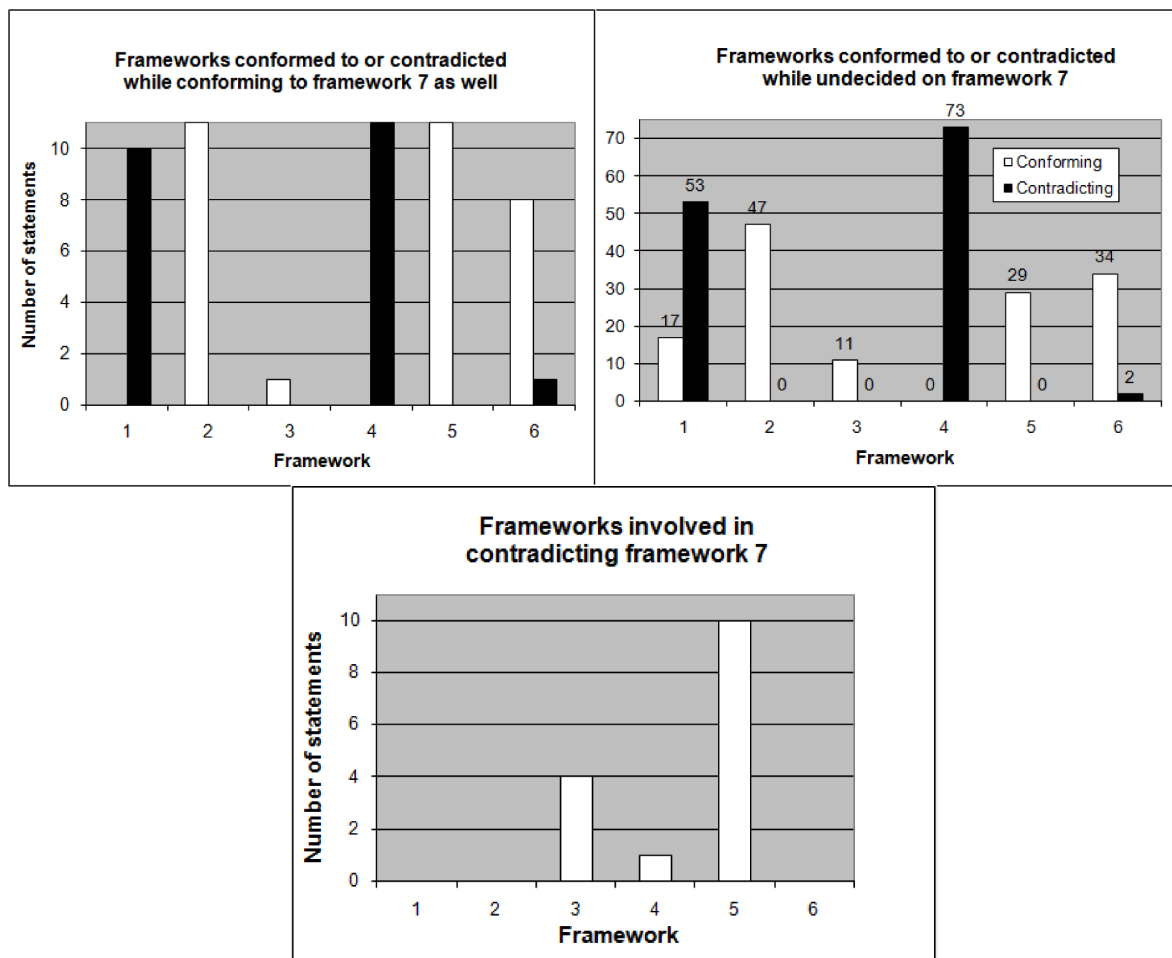 Frameworks conformed to or contradicted
while conforming to framework 7 as well
Number of statements
10
8
6
4
2
0
1 2 3 4 5 6
Framework
Frameworks conformed to or contradicted
while undecided on framework 7
73
70
60
50
40
30
20
10
0
Conforming
Contradicting
53
47
34
29
17
11
0 0 0 0 2
1 2 3 4 5 6
Framework
Frameworks involved in
contradicting framework 7
Number of statements
10
8
6
4
2
0
1 2 3 4 5 6
Framework